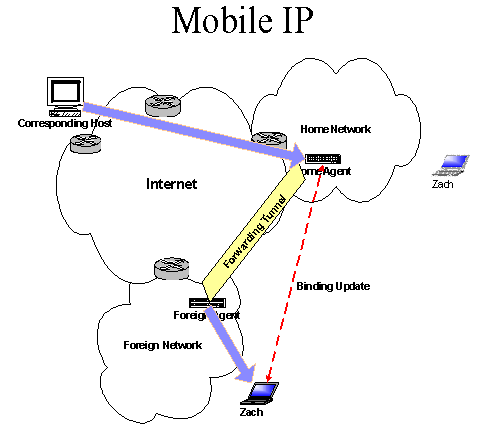 Mobile IP
Corresponding Host
Home Network
Home Agent
Zach
Internet
Forwarding Tunnel
Binding Update
Foreign Agent
Foreign Network
Zach